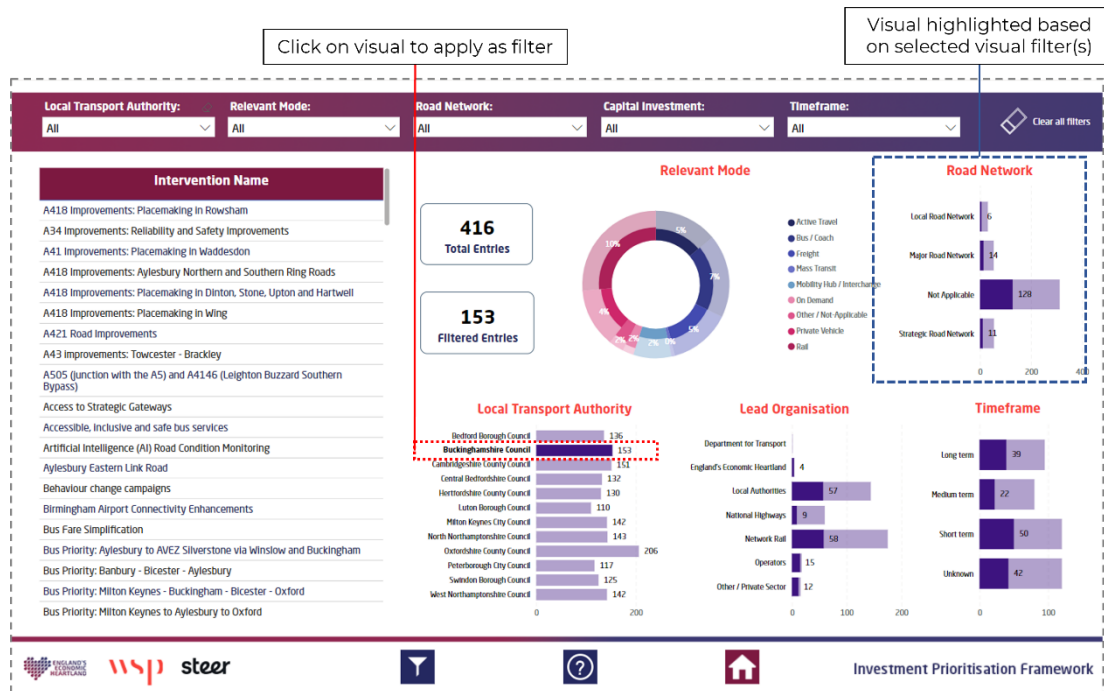 Click on visual to apply as filter
Visual highlighted based
on selected visual filter(s)
Local Transport Authority:
Relevant Mode:
Road Network:
Capital Investment:
Timeframe:
All
All
All
All
All
Clear all filters
Intervention Name
A418 Improvements: Placemaking in Rowsham
A34 Improvements: Reliability and Safety Improvements
A41 Improvements: Placemaking in Waddesdon
A418 Improvements: Aylesbury Northern and Southern Ring Roads
A418 Improvements: Placemaking in Dinton, Stone, Upton and Hartwell
A418 Improvements: Placemaking in Wing
A421 Road Improvements
A43 Improvements: Towcester - Brackley
A505 (junction with the A5) and A4146 (Leighton Buzzard Southern
Bypass)
Access to Strategic Gateways
Accessible, inclusive and safe bus services
Artificial Intelligence (AI) Road Condition Monitoring
Aylesbury Eastern Link Road
Behaviour change campaigns
Birmingham Airport Connectivity Enhancements
Bus Fare Simplification
Bus Priority: Aylesbury to AVEZ Silverstone via Winslow and Buckingham
Bus Priority: Banbury - Bicester - Aylesbury
Bus Priority: Milton Keynes - Buckingham - Bicester - Oxford
Bus Priority: Milton Keynes to Aylesbury to Oxford
416
Total Entries
153
Filtered Entries
Relevant Mode
5%
7%
5%
0%
2%
2%
2%
4%
10%
Active Travel
Bus / Coach
Freight
Mass Transit
Mobility Hub / Interchange
On Demand
Other / Not-Applicable
Private Vehicle
Rail
Road Network
Local Road Network 6
Major Road Network 14
Not Applicable 128
Strategic Road Network 11
0 200 400
Local Transport Authority
Bedford Borough Council 136
Buckinghamshire Council 153
Cambridgeshire County Council 151
Central Bedfordshire Council 132
Hertfordshire County Council 130
Luton Borough Council 110
Milton Keynes City Council 142
North Northamptonshire Council 143
Oxfordshire County Council 206
Peterborough City Council 117
Swindon Borough Council 125
West Northamptonshire Council 142
0 200
Lead Organisation
Department for Transport
England's Economic Heartland 4
Local Authorities 57
National Highways 9
Network Rail 58
Operators 15
Other / Private Sector 12
0 100 200
Timeframe
Long term 39
Medium term 22
Short term 50
Unknown 42
0 100
ENGLAND'S
ECONOMIC
HEARTLAND
wsp
steer
?
Investment Prioritisation Framework